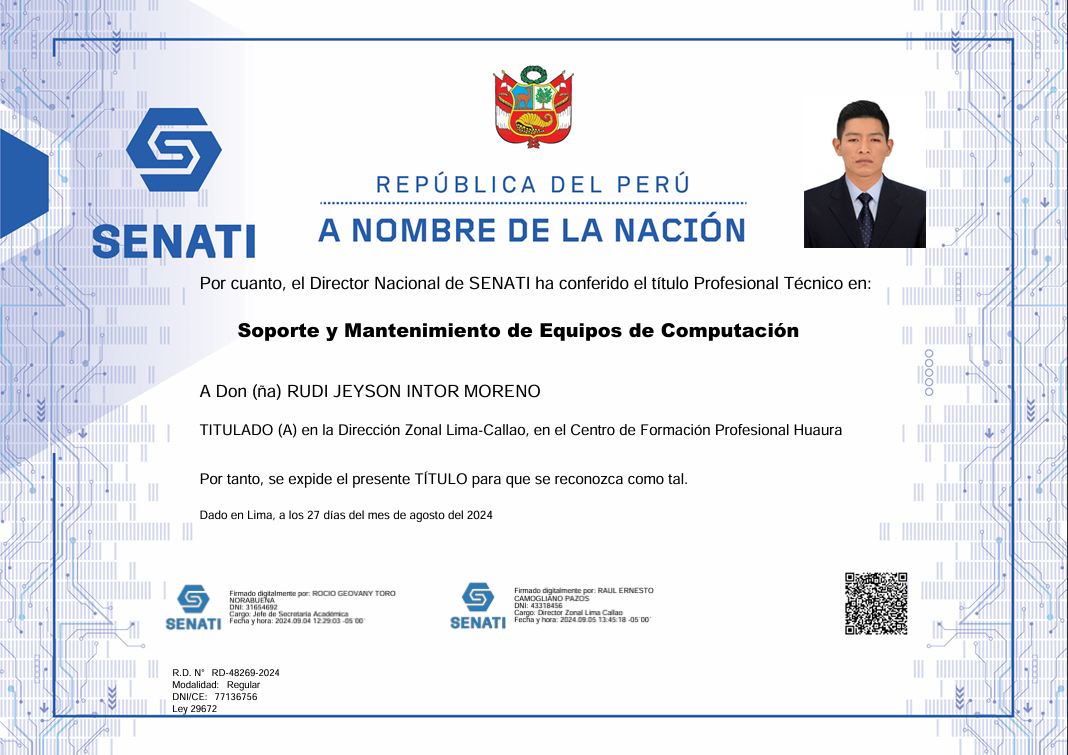 SENATI
REPÚBLICA DEL PERÚ
A NOMBRE DE LA NACIÓN
Por cuanto, el Director Nacional de SENATI ha conferido el título Profesional Técnico en:
Soporte y Mantenimiento de Equipos de Computación
A Don (ña) RUDI JEYSON INTOR MORENO
TITULADO (A) en la Dirección Zonal Lima-Callao, en el Centro de Formación Profesional Huaura
Por tanto, se expide el presente TÍTULO para que se reconozca como tal.
Dado en Lima, a los 27 días del mes de agosto del 2024
SENATI
Firmado digitalmente por: ROCIO GEOVANY TORO
NORABUENA
DNI: 31654692
Cargo: Jefe de Secretaría Académica
Fecha y hora: 2024.09.04 12:29:03 -05'00'
SENATI
Firmado digitalmente por: RAUL ERNESTO
CAMOGLIANO PAZOS
DNI: 43318456
Cargo: Director Zonal Lima Callao
Fecha y hora: 2024.09.05 13:45:18 -05'00'
R.D. N° RD-48269-2024
Modalidad: Regular
DNI/CE: 77136756
Ley 29672